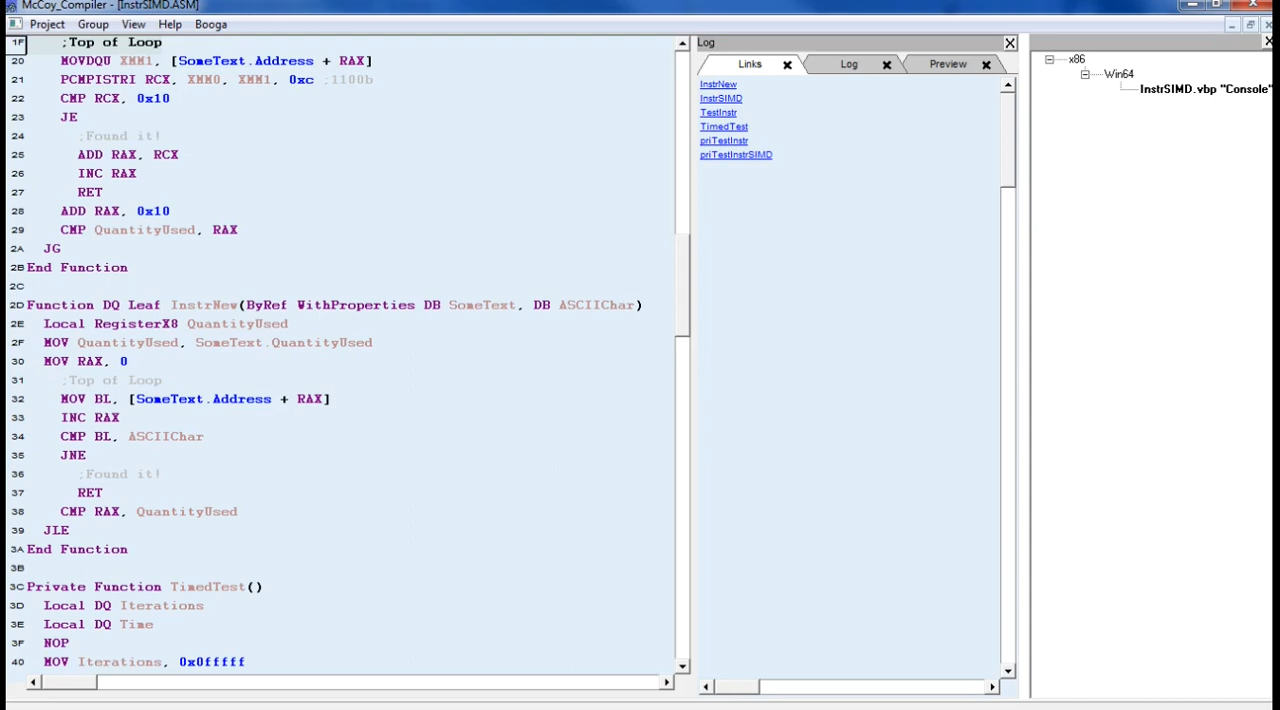 McCoy_Compiler - [InstrSIMD.ASM]
Project Group View Help Booga
1F ;Top of Loop
20 MOVDQU XMM1, [SomeText.Address + RAX]
21 PCMPISTRI RCX, XMM0, XMM1, 0xc ;1100b
22 CMP RCX, 0x10
23 JE
24 ;Found it!
25 ADD RAX, RCX
26 INC RAX
27 RET
28 ADD RAX, 0x10
29 CMP QuantityUsed, RAX
2A JG
2B End Function
2C
2D Function DQ Leaf InstrNew(ByRef WithProperties DB SomeText, DB ASCIIChar)
2E Local RegisterX8 QuantityUsed
2F MOV QuantityUsed, SomeText.QuantityUsed
30 MOV RAX, 0
31 ;Top of Loop
32 MOV BL, [SomeText.Address + RAX]
33 INC RAX
34 CMP BL, ASCIIChar
35 JNE
36 ;Found it!
37 RET
38 CMP RAX, QuantityUsed
39 JLE
3A End Function
3B
3C Private Function TimedTest()
3D Local DQ Iterations
3E Local DQ Time
3F NOP
40 MOV Iterations, 0x0fffff
Log
Links Log Preview
InstrNew
InstrSIMD
TestInstr
TimedTest
priTestInstr
priTestInstrSIMD
x86
Win64
InstrSIMD.vbp "Console"